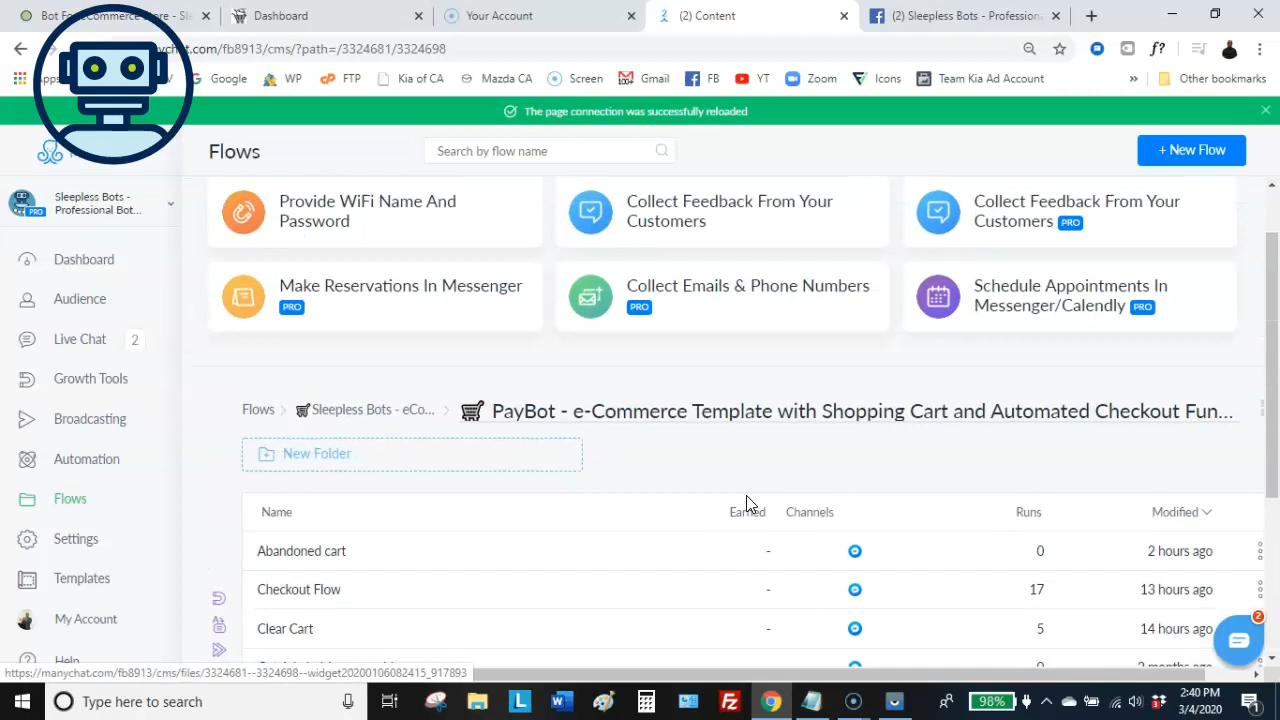 Bot For eCommerce Store - Sle
Dashboard
Your Account
(2) Content
(2) Sleepless Bots - Profession
ychat.com/fb8913/cms/?path=/3324681/3324698
Google
WP
FTP
Kia of CA
Mazda CA
Screen
Gmail
FB
YT
Zoom
Icons
Team Kia Ad Account
Other bookmarks
The page connection was successfully reloaded
Flows
Search by flow name
+ New Flow
Sleepless Bots -
Professional Bot...
PRO
Provide WiFi Name And
Password
Collect Feedback From Your
Customers
Collect Feedback From Your
Customers PRO
Make Reservations In Messenger
PRO
Collect Emails & Phone Numbers
PRO
Schedule Appointments In
Messenger/Calendly PRO
Dashboard
Audience
Live Chat 2
Growth Tools
Broadcasting
Automation
Flows
Settings
Templates
My Account
Help
Flows
Sleepless Bots - eCo...
PayBot - e-Commerce Template with Shopping Cart and Automated Checkout Fun...
New Folder
Name Earned Channels Runs Modified
Abandoned cart - 0 2 hours ago
Checkout Flow - 17 13 hours ago
Clear Cart - 5 14 hours ago
2
https://manychat.com/fb8913/cms/files/3324681--3324698--widget20200106082415_917893
Type here to search
98%
2:40 PM
3/4/2020